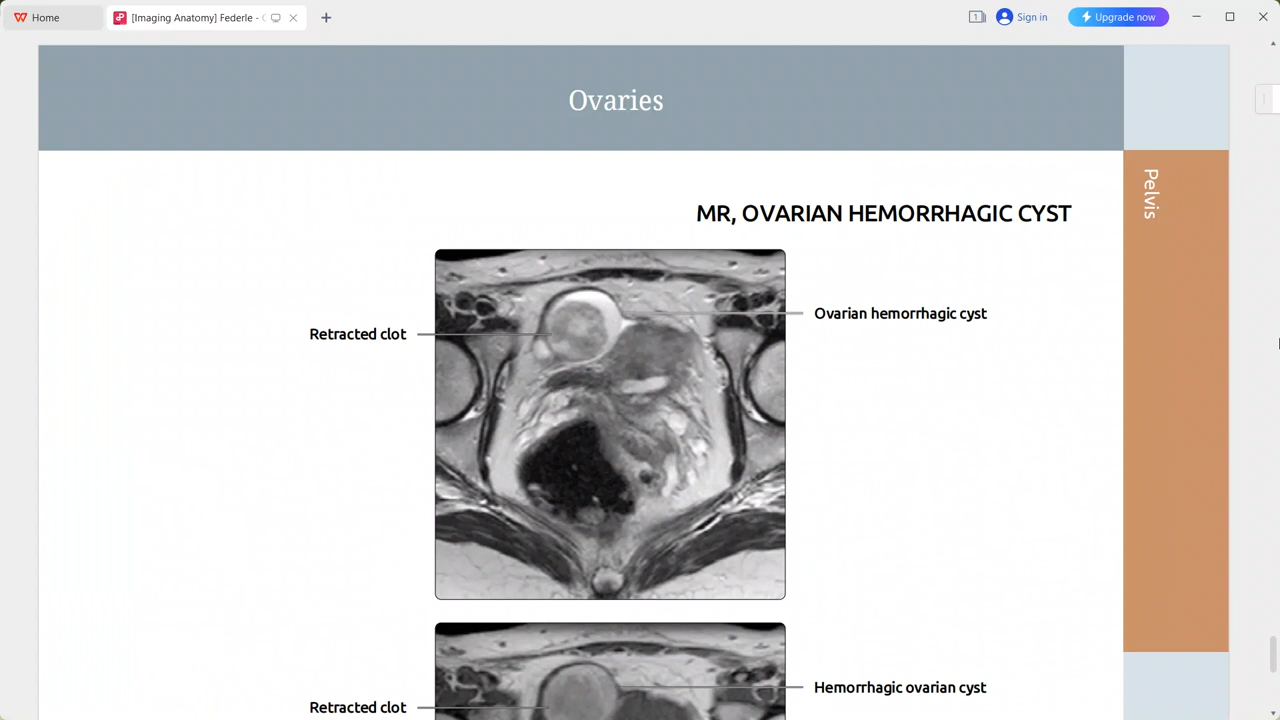 Home
[Imaging Anatomy] Federle -
1
Sign in
Upgrade now
Ovaries
Pelvis
MR, OVARIAN HEMORRHAGIC CYST
Ovarian hemorrhagic cyst
Retracted clot
Hemorrhagic ovarian cyst
Retracted clot